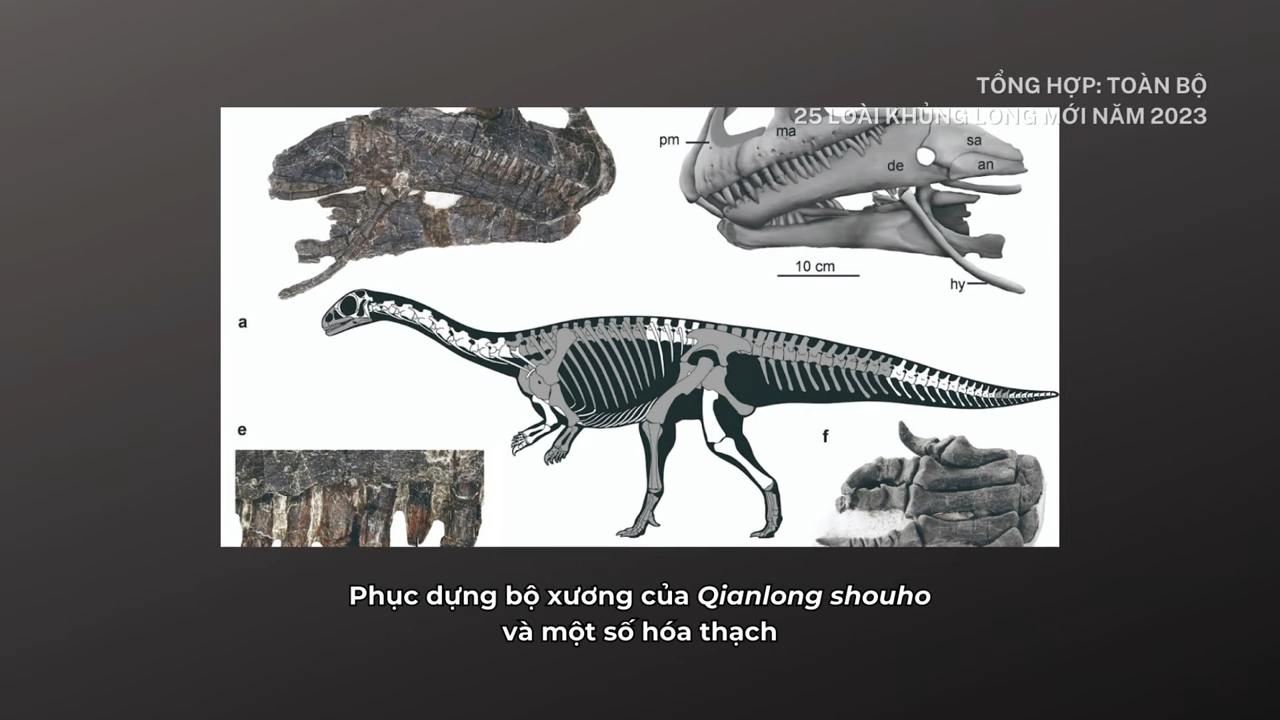 TỔNG HỢP: TOÀN BỘ
25 LOÀI KHỦNG LONG MỚI NĂM 2023
pm
ma
de
sa
an
10 cm
hy
a
e
f
Phục dựng bộ xương của Qianlong shouho
và một số hóa thạch